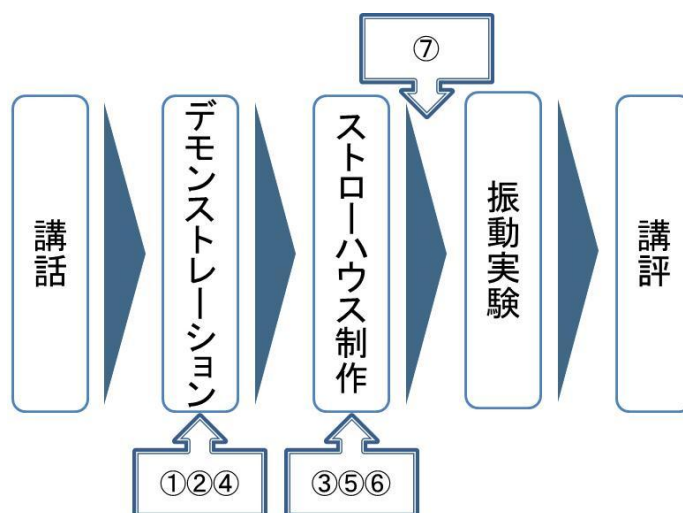 ⑦
講話
デモンストレーション
ストローハウス制作
振動実験
講評
①②④
③⑤⑥